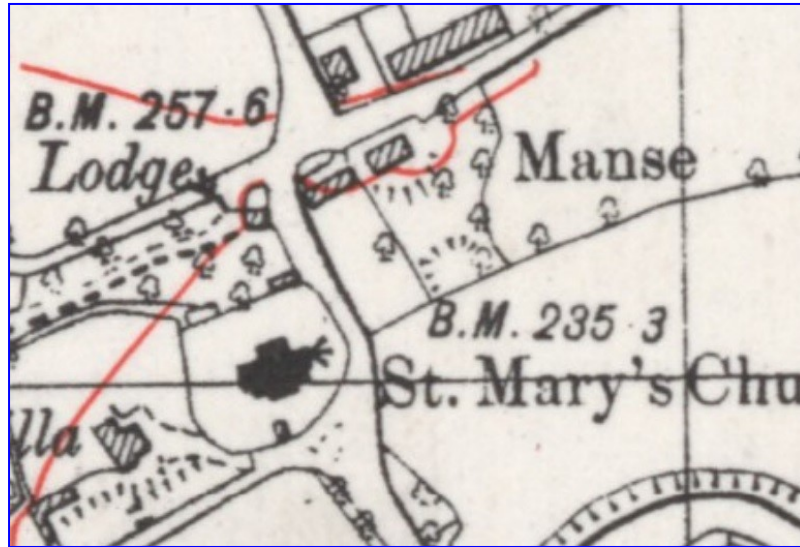 B.M. 257·6
Lodge
Manse
B.M. 235·3
St. Mary's Chu
lla